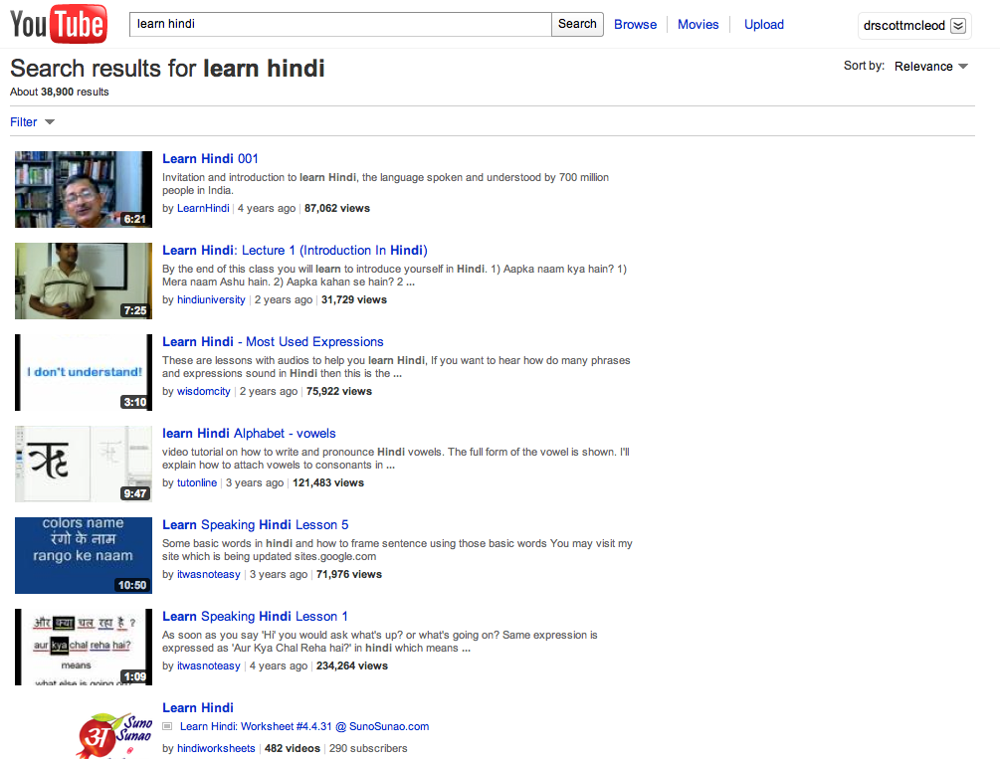 YouTube
learn hindi
Search
Browse
Movies
Upload
drscottmcleod
Search results for learn hindi
Sort by: Relevance
About 38,900 results
Filter
6:21
Learn Hindi 001
Invitation and introduction to learn Hindi, the language spoken and understood by 700 million
people in India.
by LearnHindi | 4 years ago | 87,062 views
7:25
Learn Hindi: Lecture 1 (Introduction In Hindi)
By the end of this class you will learn to introduce yourself in Hindi. 1) Aapka naam kya hain? 1)
Mera naam Ashu hain. 2) Aapka kahan se hain? 2 ...
by hindiuniversity | 2 years ago | 31,729 views
I don't understand!
3:10
Learn Hindi - Most Used Expressions
These are lessons with audios to help you learn Hindi, If you want to hear how do many phrases
and expressions sound in Hindi then this is the ...
by wisdomcity | 2 years ago | 75,922 views
ऋ
9:47
learn Hindi Alphabet - vowels
video tutorial on how to write and pronounce Hindi vowels. The full form of the vowel is shown. I'll
explain how to attach vowels to consonants in ...
by tutonline | 3 years ago | 121,483 views
colors name
रंगो के नाम
rango ke naam
10:50
Learn Speaking Hindi Lesson 5
Some basic words in hindi and how to frame sentence using those basic words You may visit my
site which is being updated sites.google.com
by itwasnoteasy | 3 years ago | 71,976 views
और क्या चल रहा है ?
aur kya chal reha hai?
means
what else is going on?
1:09
Learn Speaking Hindi Lesson 1
As soon as you say 'Hi' you would ask what's up? or what's going on? Same expression is
expressed as 'Aur Kya Chal Reha hai?' in hindi which means ...
by itwasnoteasy | 4 years ago | 234,264 views
अ
Suno
Sunao
Learn Hindi
Learn Hindi: Worksheet #4.4.31 @ SunoSunao.com
by hindiworksheets | 482 videos | 290 subscribers